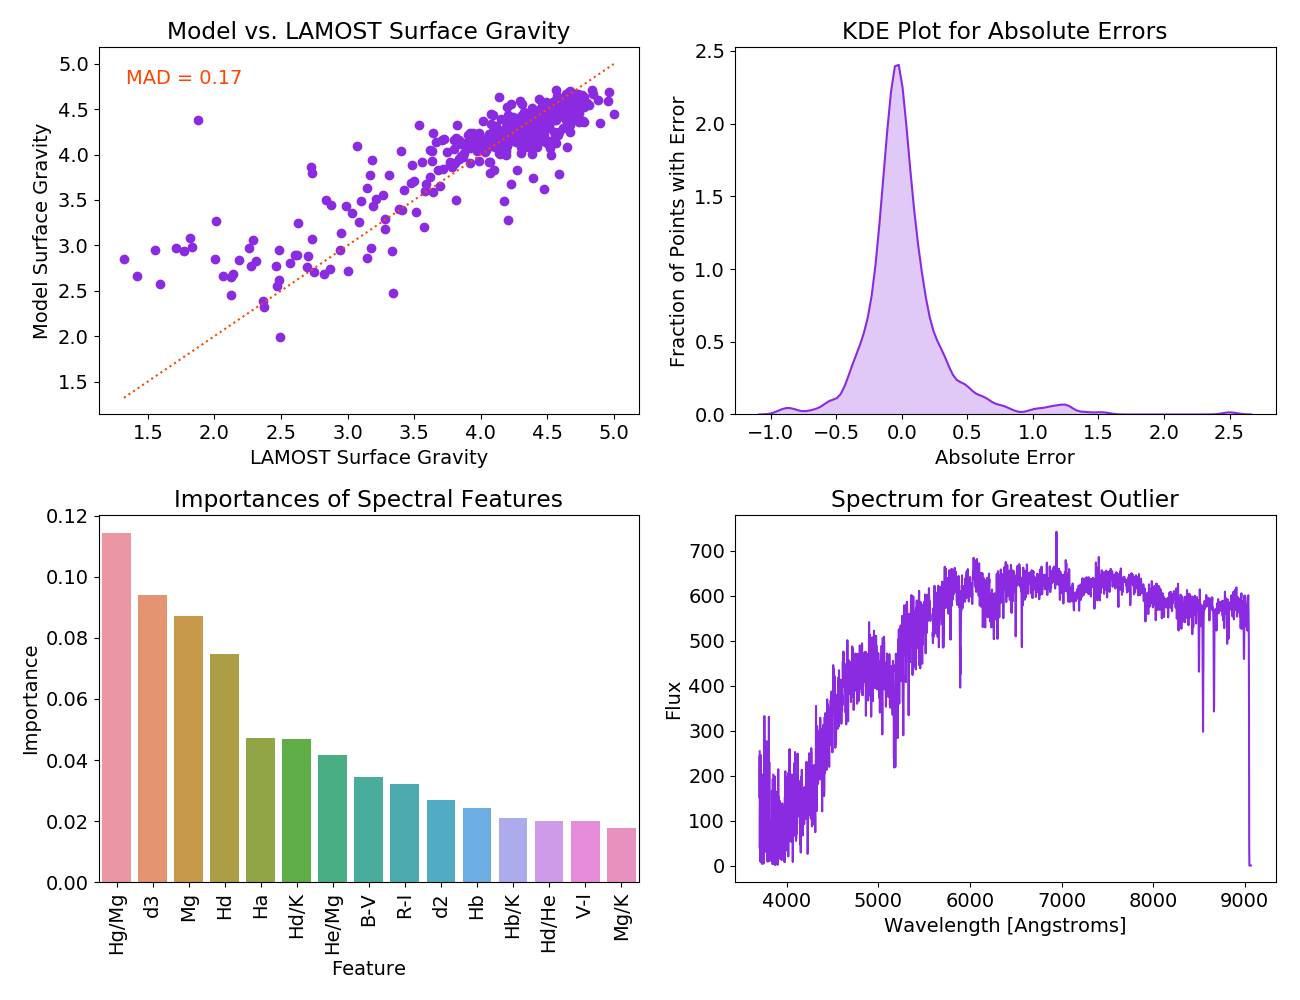 Model vs. LAMOST Surface Gravity
MAD = 0.17
Model Surface Gravity
5.0
4.5
4.0
3.5
3.0
2.5
2.0
1.5
1.5 2.0 2.5 3.0 3.5 4.0 4.5 5.0
LAMOST Surface Gravity
KDE Plot for Absolute Errors
Fraction of Points with Error
2.5
2.0
1.5
1.0
0.5
0.0
−1.0 −0.5 0.0 0.5 1.0 1.5 2.0 2.5
Absolute Error
Importances of Spectral Features
Importance
0.12
0.10
0.08
0.06
0.04
0.02
0.00
Hg/Mg d3 Mg Hd Ha Hd/K He/Mg B-V R-I d2 Hb Hb/K Hd/He V-I Mg/K
Feature
Spectrum for Greatest Outlier
Flux
700
600
500
400
300
200
100
0
4000 5000 6000 7000 8000 9000
Wavelength [Angstroms]